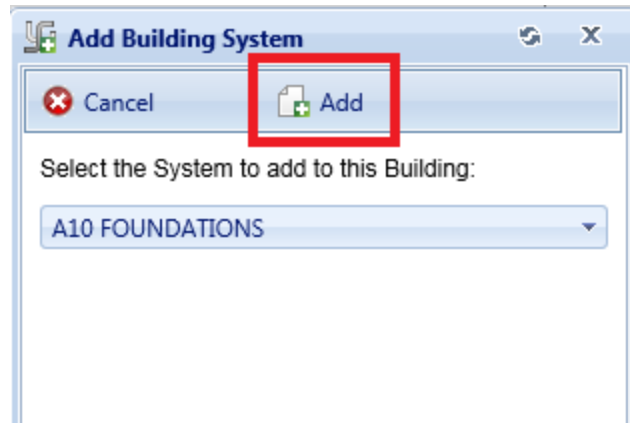 Add Building System
Cancel Add
Select the System to add to this Building:
A10 FOUNDATIONS